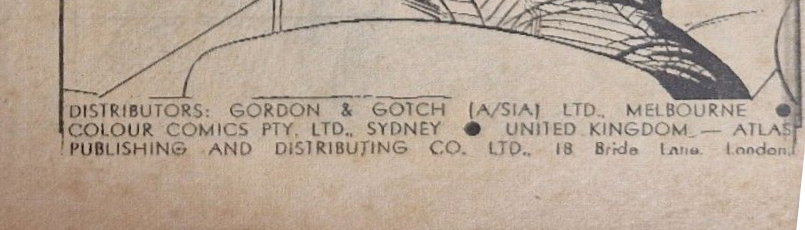 DISTRIBUTORS: GORDON & GOTCH (A/SIA) LTD., MELBOURNE ●
COLOUR COMICS PTY. LTD., SYDNEY ● UNITED KINGDOM — ATLAS
PUBLISHING AND DISTRIBUTING CO. LTD., 18 Bride Lane, London,